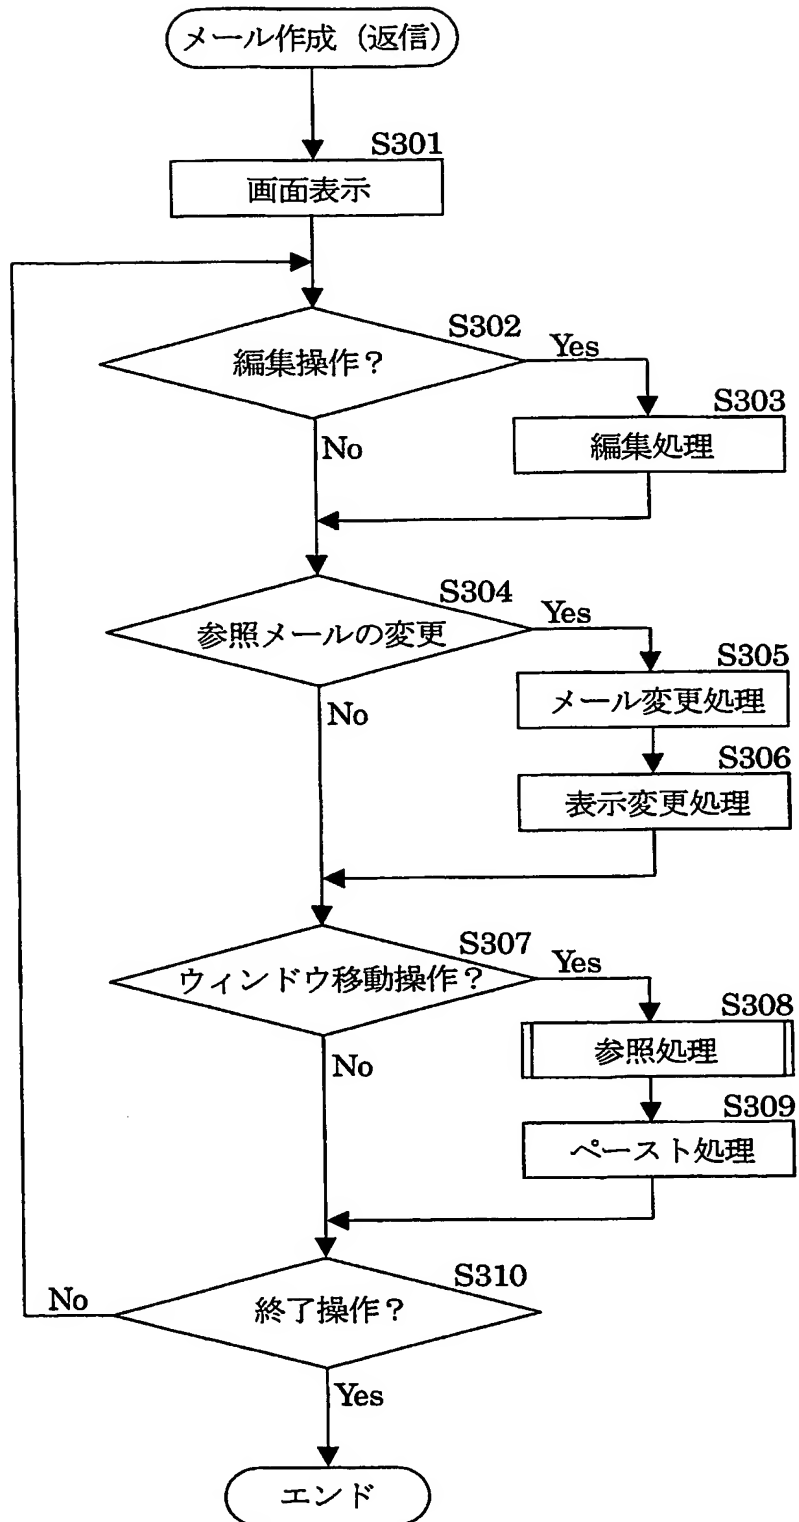 メール作成（返信）
S301
画面表示
S302
編集操作？
Yes
S303
編集処理
No
S304
参照メールの変更
Yes
S305
メール変更処理
No
S306
表示変更処理
S307
ウィンドウ移動操作？
Yes
S308
参照処理
No
S309
ペースト処理
S310
終了操作？
No
Yes
エンド